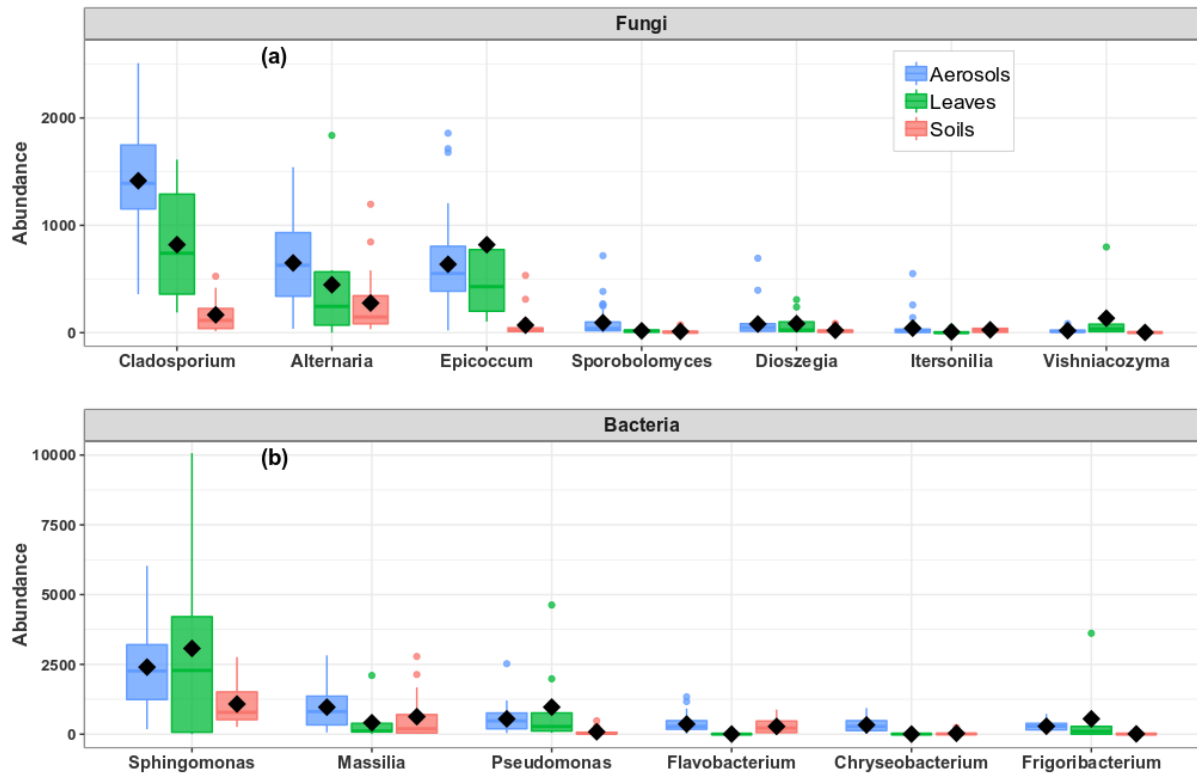 Fungi
(a)
Aerosols
Leaves
Soils
Abundance
2000
1000
0
Cladosporium Alternaria Epicoccum Sporobolomyces Dioszegia Itersonilia Vishniacozyma
Bacteria
(b)
Abundance
10000
7500
5000
2500
0
Sphingomonas Massilia Pseudomonas Flavobacterium Chryseobacterium Frigoribacterium